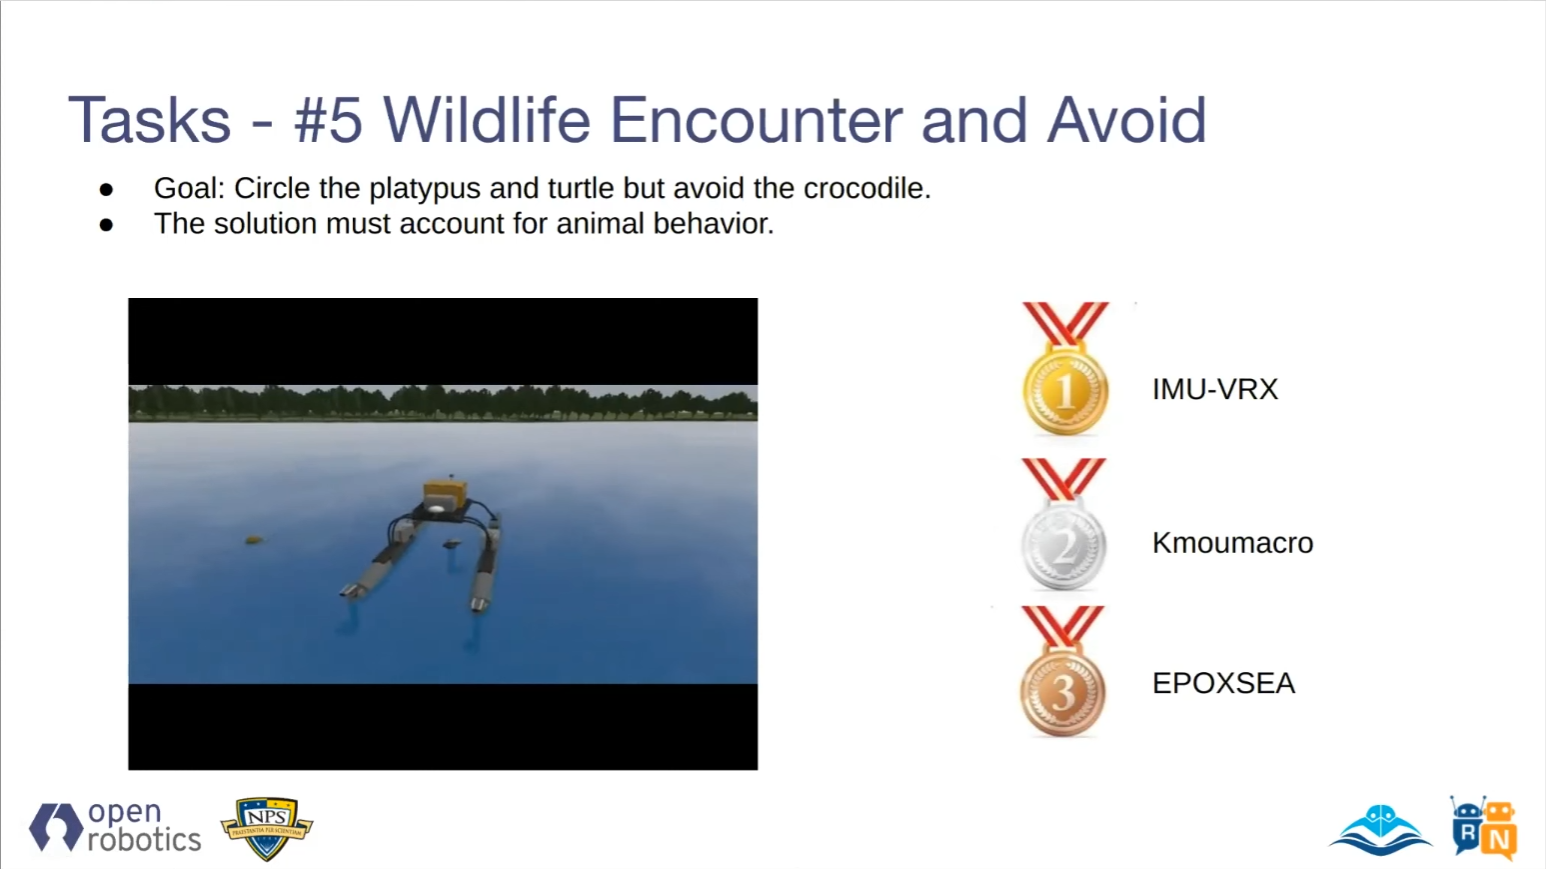 Tasks - #5 Wildlife Encounter and Avoid
● Goal: Circle the platypus and turtle but avoid the crocodile.
● The solution must account for animal behavior.
1
IMU-VRX
2
Kmoumacro
3
EPOXSEA
open
robotics
NPS
PRAESTANTIA PER SCIENTIAM
R
N